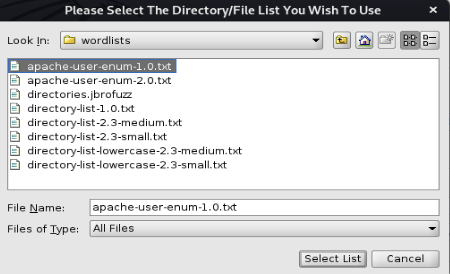 Please Select The Directory/File List You Wish To Use
Look In: wordlists
apache-user-enum-1.0.txt
apache-user-enum-2.0.txt
directories.jbrofuzz
directory-list-1.0.txt
directory-list-2.3-medium.txt
directory-list-2.3-small.txt
directory-list-lowercase-2.3-medium.txt
directory-list-lowercase-2.3-small.txt
File Name: apache-user-enum-1.0.txt
Files of Type: All Files
Select List Cancel